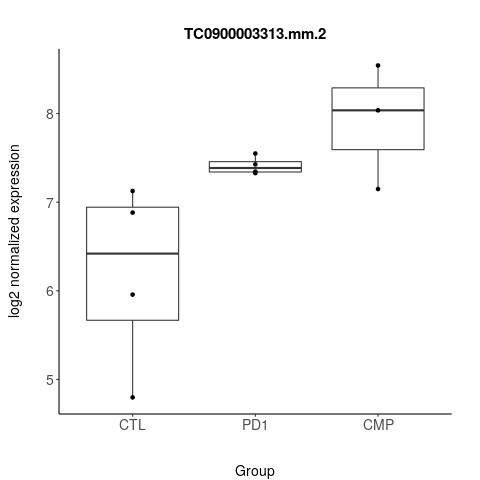 TC0900003313.mm.2
log2 normalized expression
8
7
6
5
CTL
PD1
CMP
Group